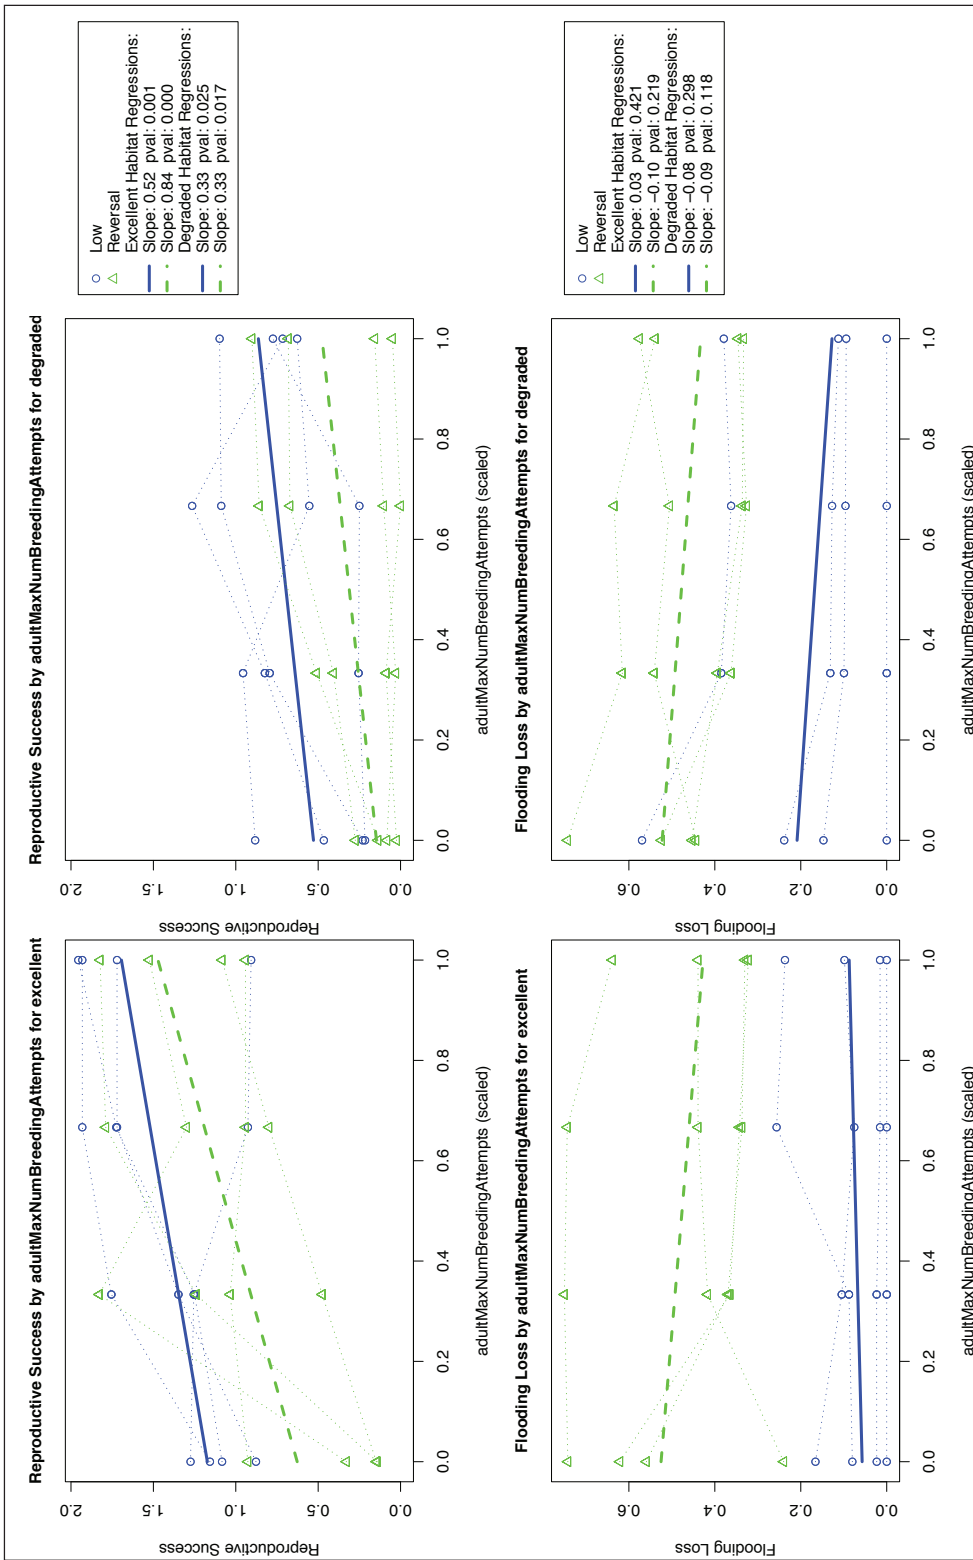 Reproductive Success by adultMaxNumBreedingAttempts for excellent
2.0
1.5
1.0
0.5
0.0
Reproductive Success
0.0
0.2
0.4
0.6
0.8
1.0
adultMaxNumBreedingAttempts (scaled)
Reproductive Success by adultMaxNumBreedingAttempts for degraded
2.0
1.5
1.0
0.5
0.0
Reproductive Success
0.0
0.2
0.4
0.6
0.8
1.0
adultMaxNumBreedingAttempts (scaled)
Low
Reversal
Excellent Habitat Regressions:
Slope: 0.52 pval: 0.001
Slope: 0.84 pval: 0.000
Degraded Habitat Regressions:
Slope: 0.33 pval: 0.025
Slope: 0.33 pval: 0.017
Flooding Loss by adultMaxNumBreedingAttempts for excellent
0.6
0.4
0.2
0.0
Flooding Loss
0.0
0.2
0.4
0.6
0.8
1.0
adultMaxNumBreedingAttempts (scaled)
Flooding Loss by adultMaxNumBreedingAttempts for degraded
0.6
0.4
0.2
0.0
Flooding Loss
0.0
0.2
0.4
0.6
0.8
1.0
adultMaxNumBreedingAttempts (scaled)
Low
Reversal
Excellent Habitat Regressions:
Slope: 0.03 pval: 0.421
Slope: −0.10 pval: 0.219
Degraded Habitat Regressions:
Slope: −0.08 pval: 0.298
Slope: −0.09 pval: 0.118